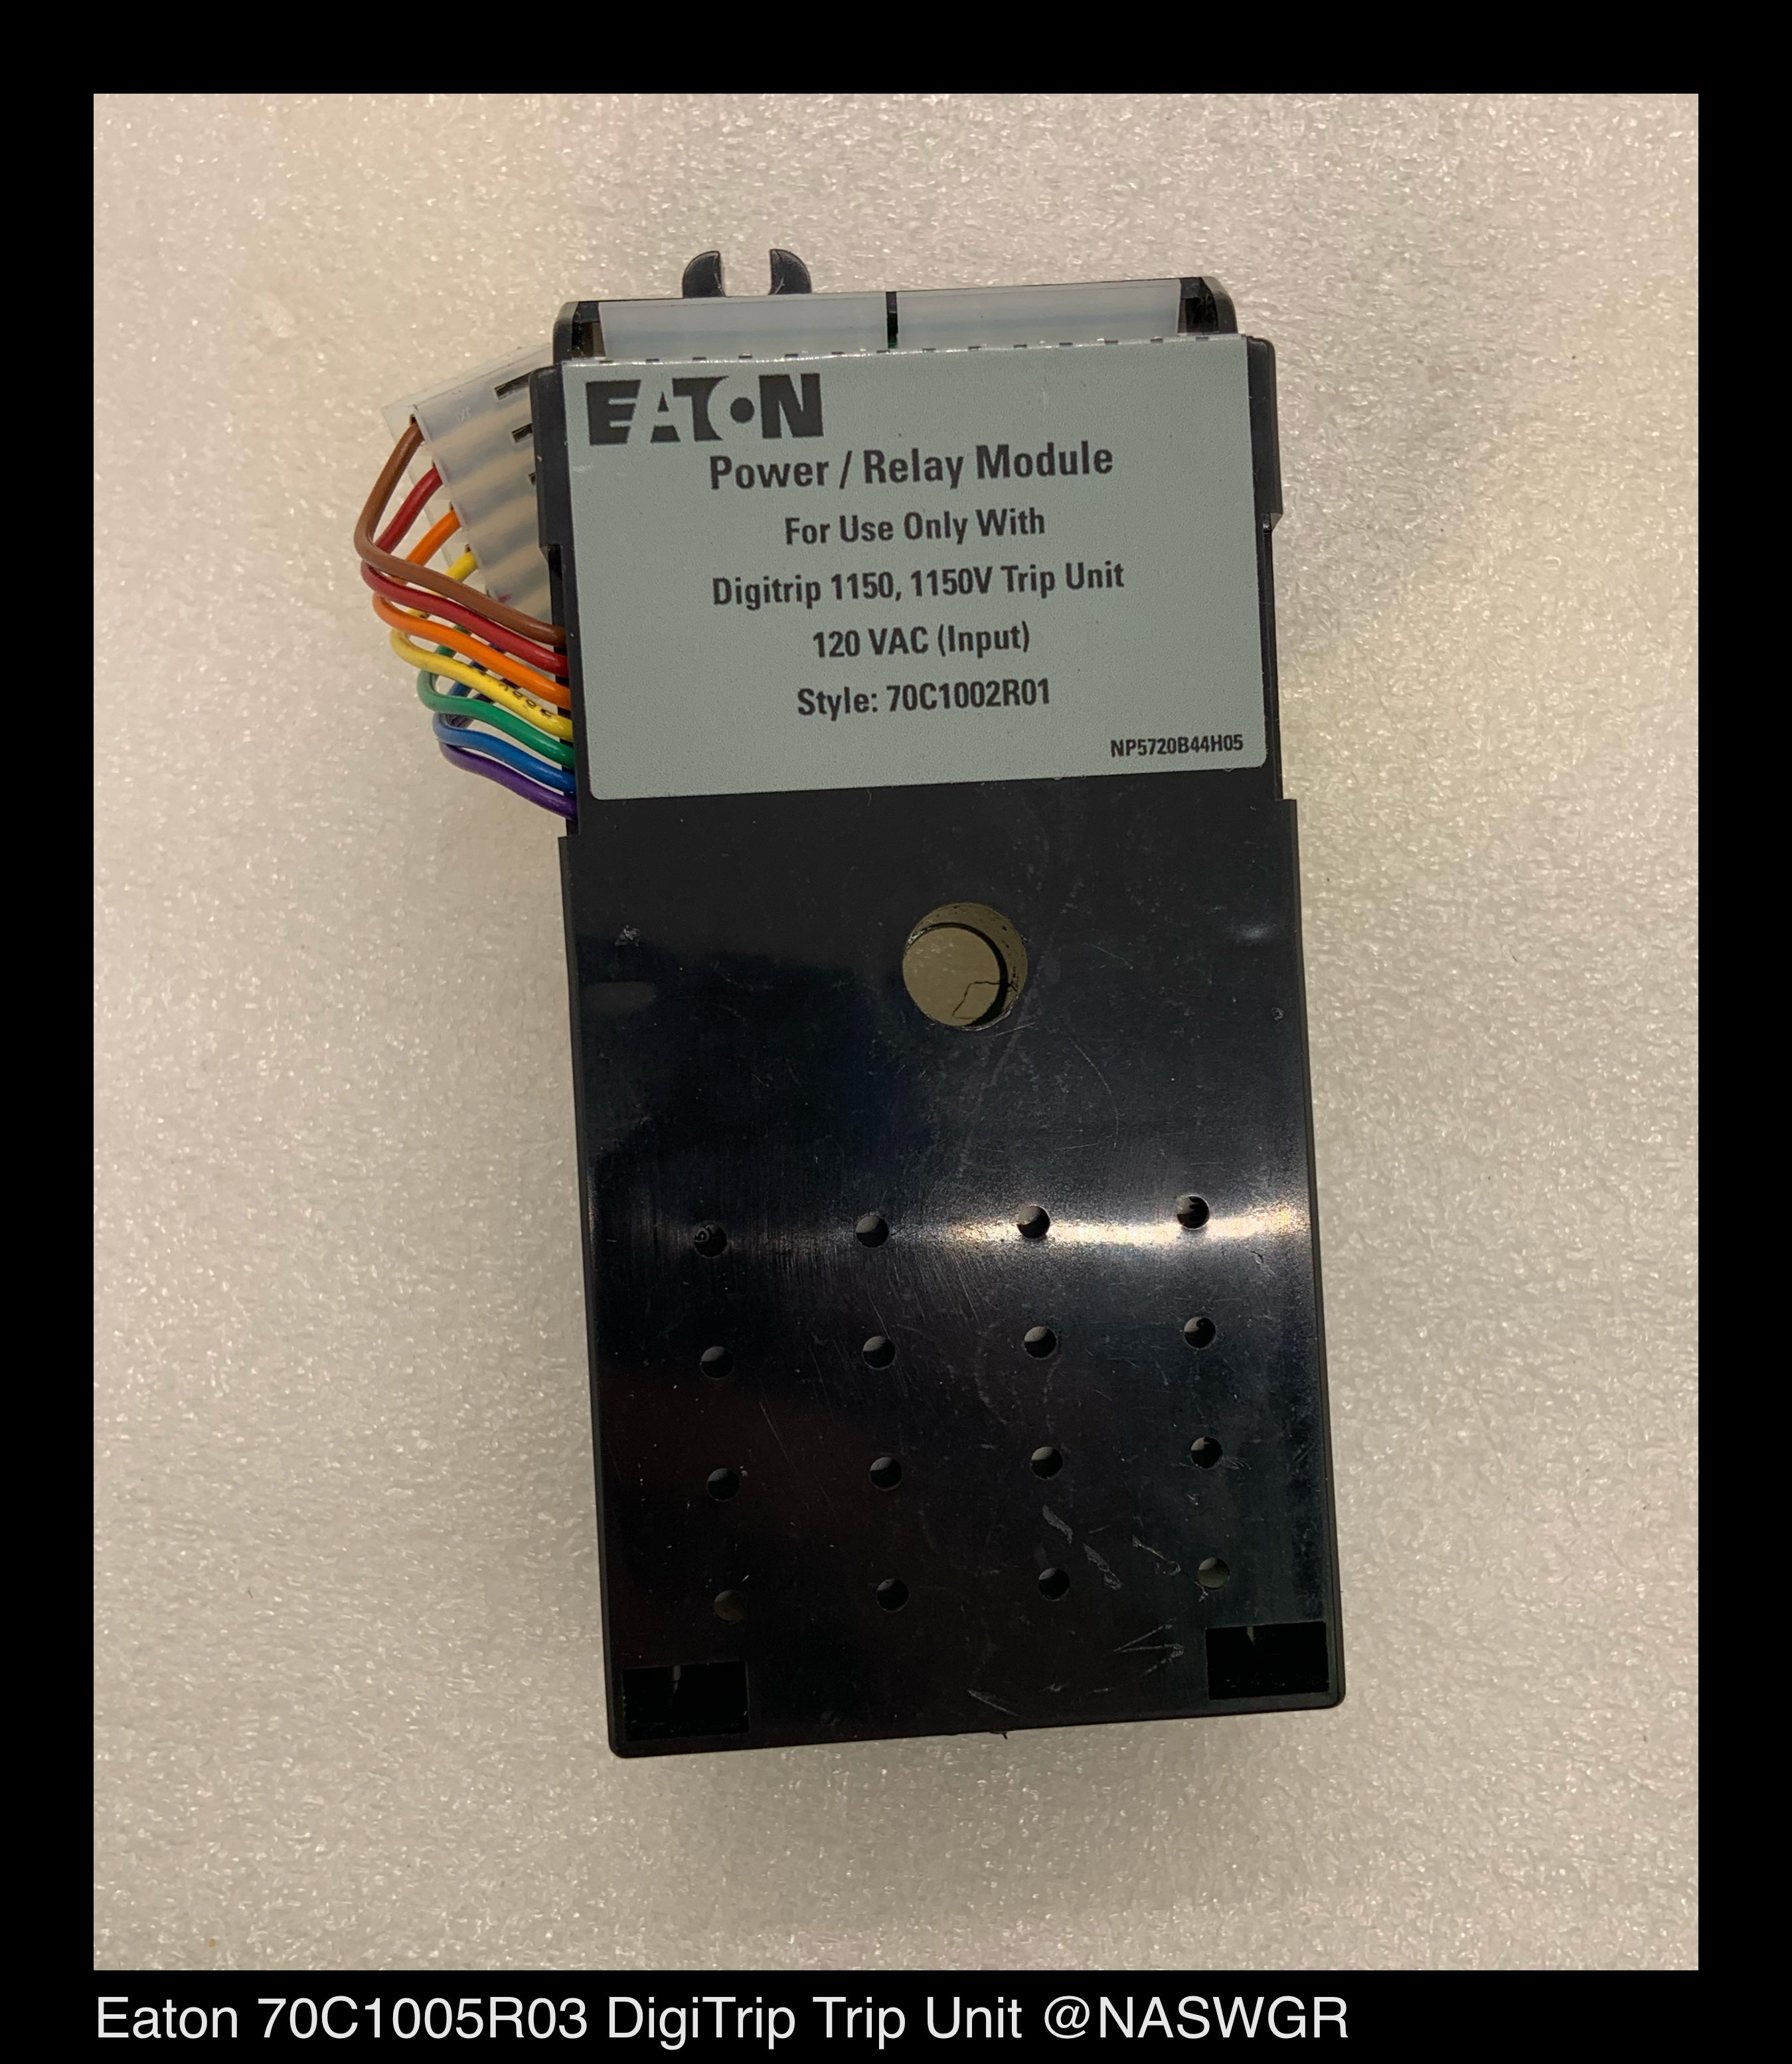 EATON
Power / Relay Module
For Use Only With
Digitrip 1150, 1150V Trip Unit
120 VAC (Input)
Style: 70C1002R01
NP5720B44H05
Eaton 70C1005R03 DigiTrip Trip Unit @NASWGR